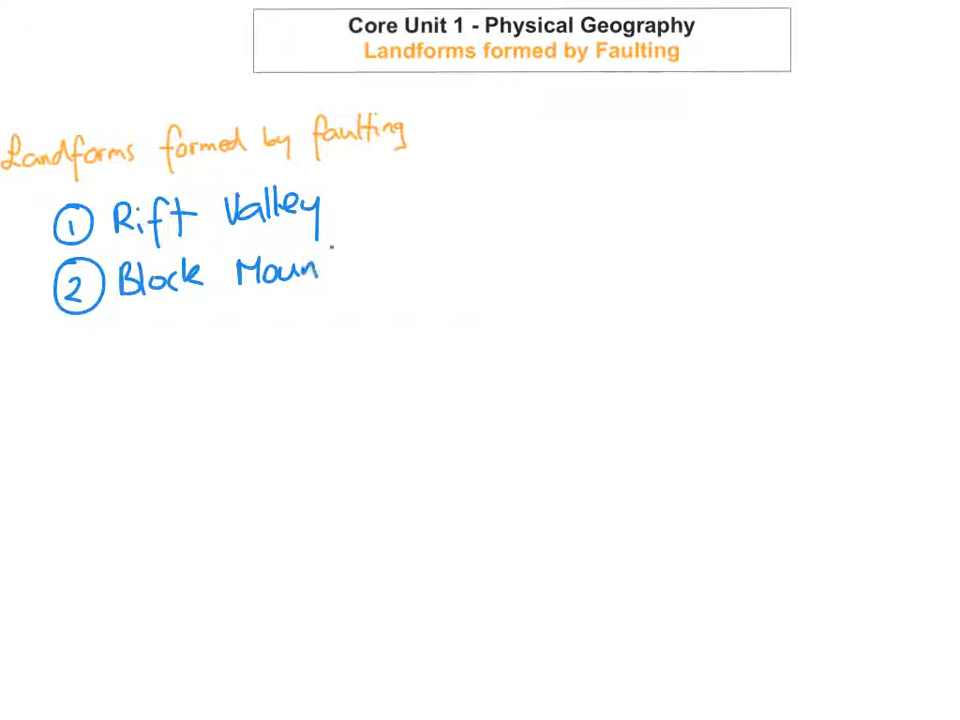 Core Unit 1 - Physical Geography
Landforms formed by Faulting
Landforms formed by faulting
1 Rift Valley
2 Block Moun